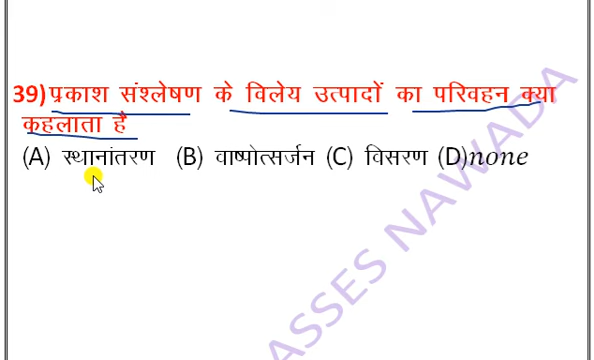 39) प्रकाश संश्लेषण के विलेय उत्पादों का परिवहन क्या
कहलाता है
(A) स्थानांतरण (B) वाष्पोत्सर्जन (C) विसरण (D)none
ASSES NAWADA